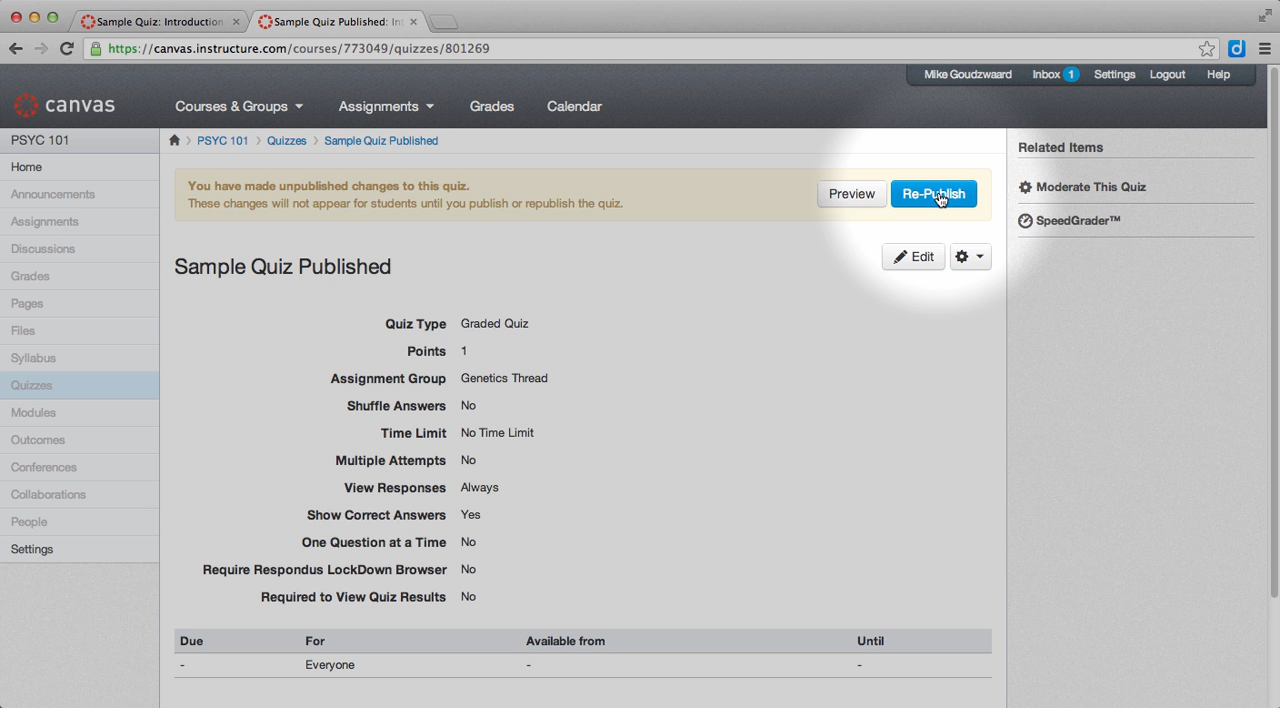 Sample Quiz: Introduction
Sample Quiz Published: Int
https://canvas.instructure.com/courses/773049/quizzes/801269
Mike Goudzwaard Inbox 1 Settings Logout Help
canvas Courses & Groups Assignments Grades Calendar
PSYC 101
Home
Announcements
Assignments
Discussions
Grades
Pages
Files
Syllabus
Quizzes
Modules
Outcomes
Conferences
Collaborations
People
Settings
PSYC 101 Quizzes Sample Quiz Published
You have made unpublished changes to this quiz.
These changes will not appear for students until you publish or republish the quiz.
Preview Re-Publish
Sample Quiz Published
Edit
Quiz Type Graded Quiz
Points 1
Assignment Group Genetics Thread
Shuffle Answers No
Time Limit No Time Limit
Multiple Attempts No
View Responses Always
Show Correct Answers Yes
One Question at a Time No
Require Respondus LockDown Browser No
Required to View Quiz Results No
Due For Available from Until
- Everyone - -
Related Items
Moderate This Quiz
SpeedGrader™